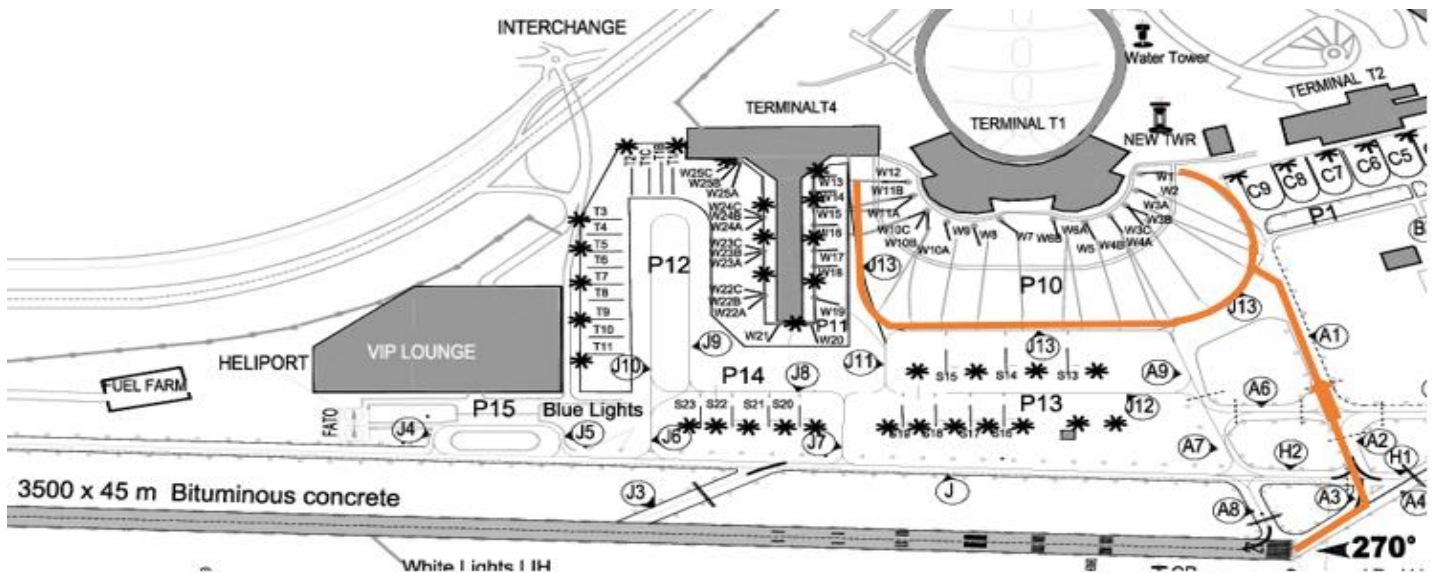 INTERCHANGE
Water Tower
TERMINAL T2
TERMINALT4
TERMINAL T1
NEW TWR
C9
C8
C7
C6
C5
P1
T2
T1C
T1B
W25C
W25B
W25A
W24C
W24B
W24A
W23C
W23B
W23A
W22C
W22B
W22A
W21
W13
W14
W15
W16
W17
W18
W19
W20
P11
W12
W11B
W11A
W10C
W10B
W10A
W9
W8
W7
W6B
W6A
W5
W4B
W4A
W3C
W3B
W3A
W2
W1
T3
T4
T5
T6
T7
T8
T9
T10
T11
P12
P10
J13
J13
J13
A1
HELIPORT
VIP LOUNGE
FUEL FARM
J10
J9
P14
J8
J11
S15
S14
S13
A9
A6
P15
Blue Lights
FATO
J4
J5
J6
S23
S22
S21
S20
J7
S19
S18
S17
S16
P13
J12
A7
H2
A2
H1
A3
A4
A8
J3
J
3500 x 45 m Bituminous concrete
270°
White Lights LIH